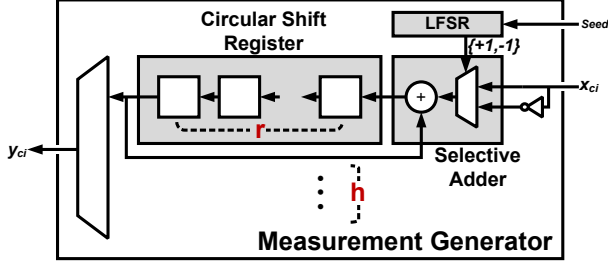 Circular Shift
Register
LFSR
Seed
{+1,-1}
x_ci
+
r
y_ci
Selective
Adder
h
Measurement Generator